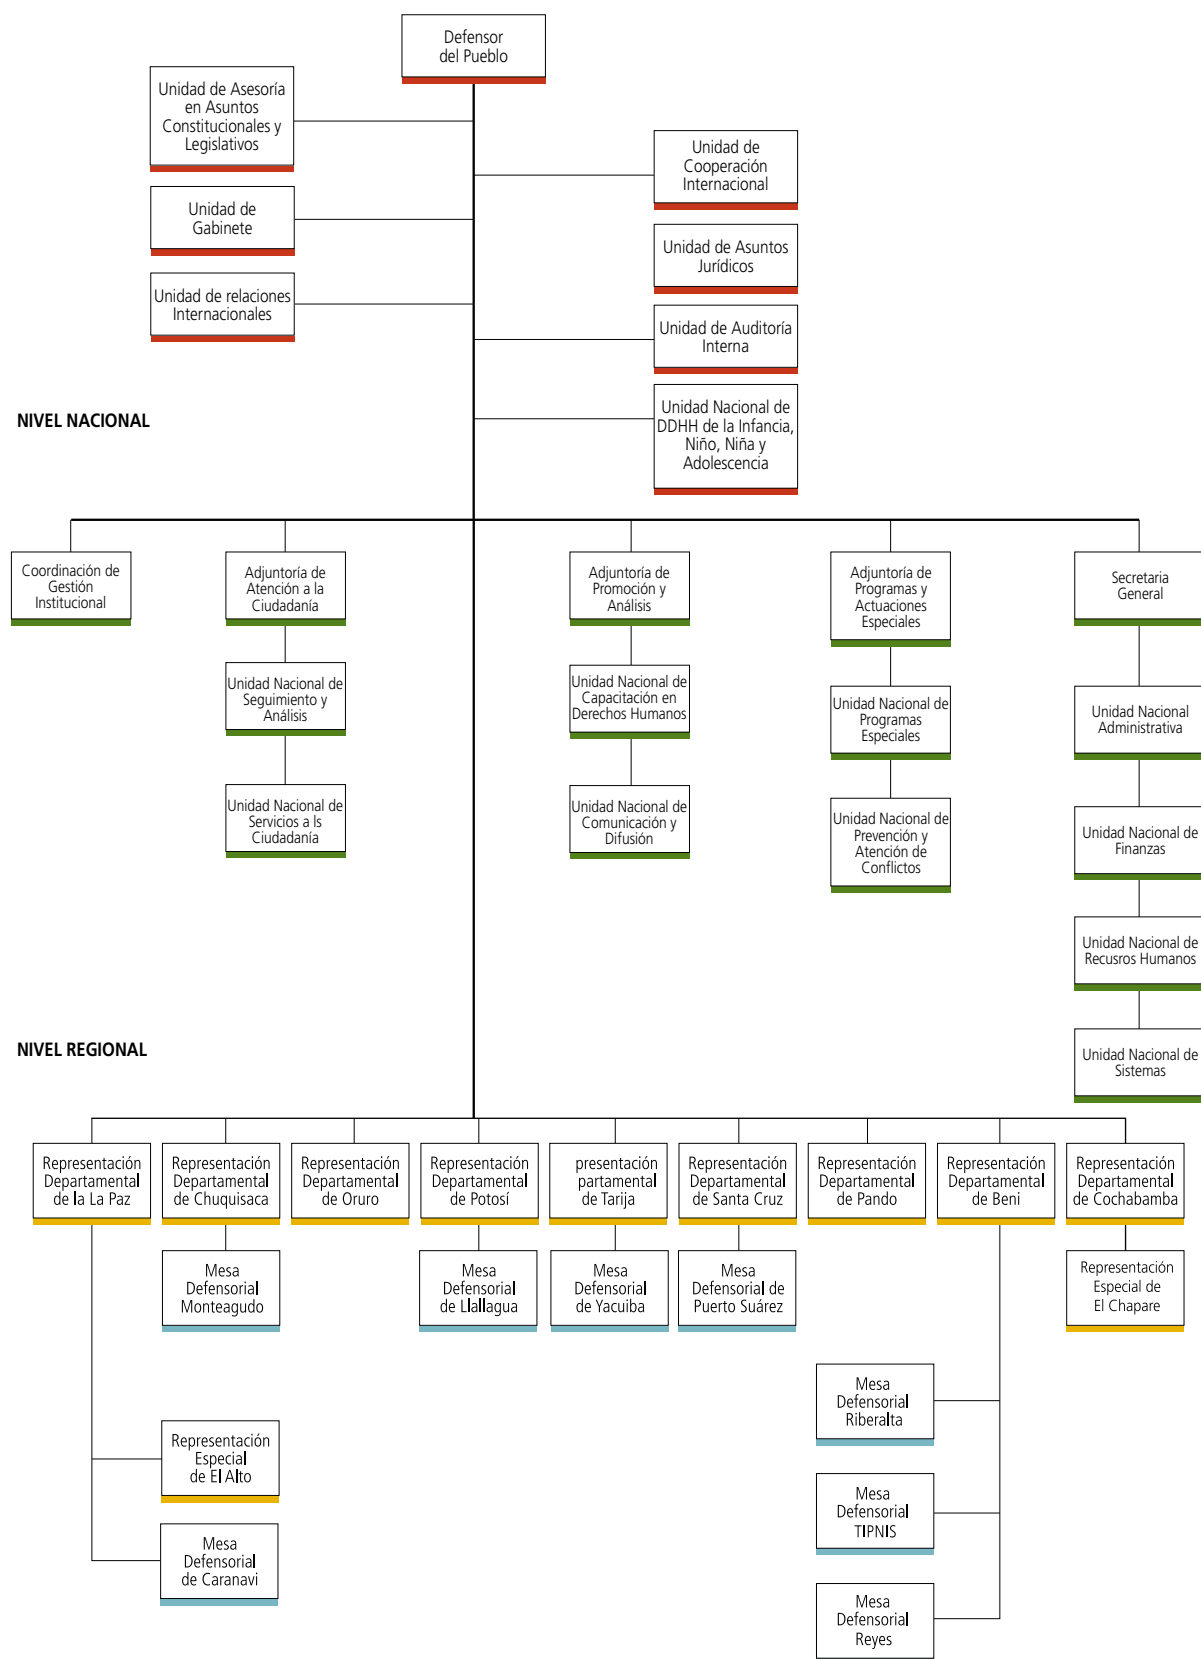 Defensor
del Pueblo
Unidad de Asesoría
en Asuntos
Constitucionales y
Legislativos
Unidad de
Cooperación
Internacional
Unidad de
Gabinete
Unidad de Asuntos
Jurídicos
Unidad de relaciones
Internacionales
Unidad de Auditoría
Interna
NIVEL NACIONAL
Unidad Nacional de
DDHH de la Infancia,
Niño, Niña y
Adolescencia
Coordinación de
Gestión
Institucional
Adjuntoría de
Atención a la
Ciudadanía
Adjuntoría de
Promoción y
Análisis
Adjuntoría de
Programas y
Actuaciones
Especiales
Secretaria
General
Unidad Nacional de
Seguimiento y
Análisis
Unidad Nacional de
Capacitación en
Derechos Humanos
Unidad Nacional de
Programas
Especiales
Unidad Nacional
Administrativa
Unidad Nacional de
Servicios a ls
Ciudadanía
Unidad Nacional de
Comunicación y
Difusión
Unidad Nacional de
Prevención y
Atención de
Conflictos
Unidad Nacional de
Finanzas
Unidad Nacional de
Recusros Humanos
NIVEL REGIONAL
Unidad Nacional de
Sistemas
Representación
Departamental
de la La Paz
Representación
Departamental
de Chuquisaca
Representación
Departamental
de Oruro
Representación
Departamental
de Potosí
presentación
partamental
de Tarija
Representación
Departamental
de Santa Cruz
Representación
Departamental
de Pando
Representación
Departamental
de Beni
Representación
Departamental
de Cochabamba
Mesa
Defensorial
Monteagudo
Mesa
Defensorial
de Llallagua
Mesa
Defensorial
de Yacuiba
Mesa
Defensorial de
Puerto Suárez
Representación
Especial de
El Chapare
Mesa
Defensorial
Riberalta
Representación
Especial
de El Alto
Mesa
Defensorial
TIPNIS
Mesa
Defensorial
de Caranavi
Mesa
Defensorial
Reyes